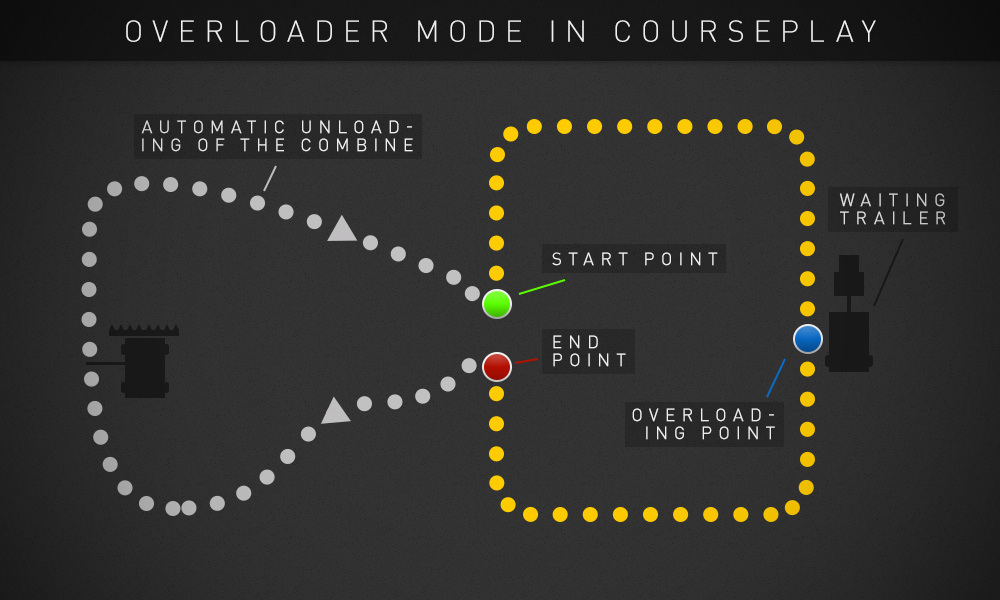 OVERLOADER MODE IN COURSEPLAY
AUTOMATIC UNLOAD-
ING OF THE COMBINE
WAITING
TRAILER
START POINT
END
POINT
OVERLOAD-
ING POINT